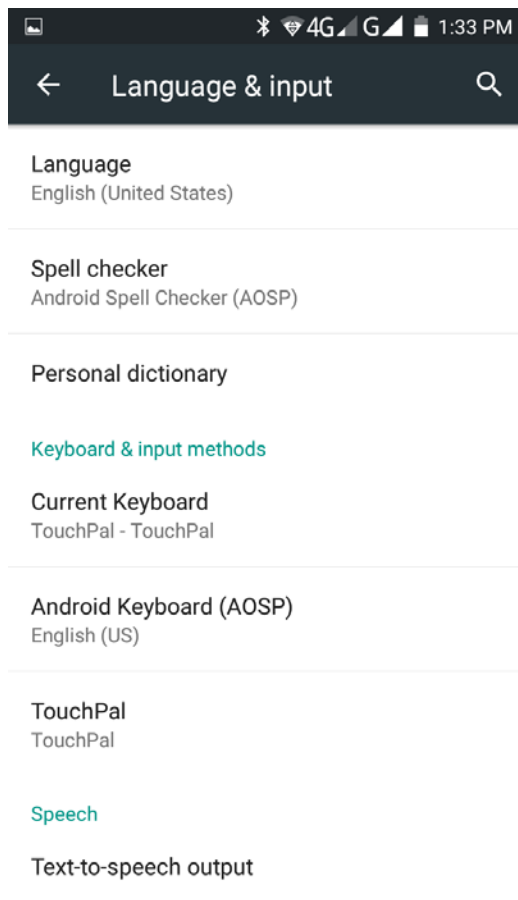 4G G 1:33 PM
Language & input
Language
English (United States)
Spell checker
Android Spell Checker (AOSP)
Personal dictionary
Keyboard & input methods
Current Keyboard
TouchPal - TouchPal
Android Keyboard (AOSP)
English (US)
TouchPal
TouchPal
Speech
Text-to-speech output